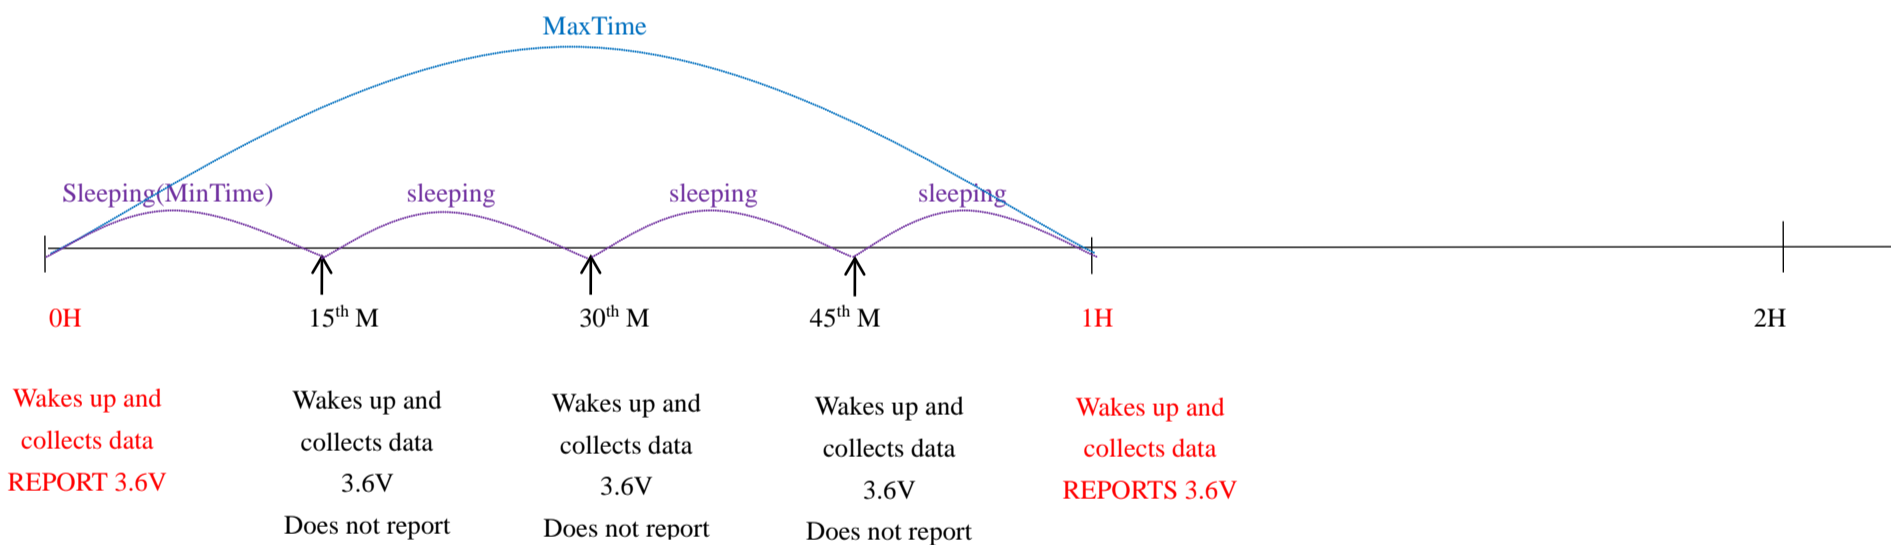 MaxTime
Sleeping(MinTime)
sleeping
sleeping
sleeping
0H
15th M
30th M
45th M
1H
2H
Wakes up and
collects data
REPORT 3.6V
Wakes up and
collects data
3.6V
Does not report
Wakes up and
collects data
3.6V
Does not report
Wakes up and
collects data
3.6V
Does not report
Wakes up and
collects data
REPORTS 3.6V